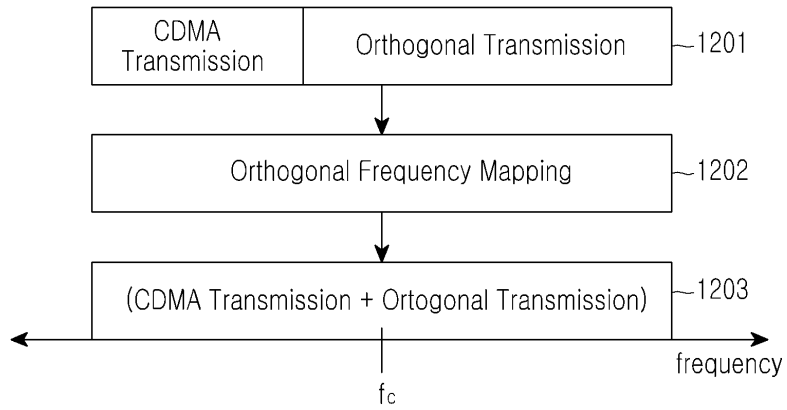 CDMA
Transmission
Orthogonal Transmission
1201
Orthogonal Frequency Mapping
1202
(CDMA Transmission + Ortogonal Transmission)
1203
frequency
fc